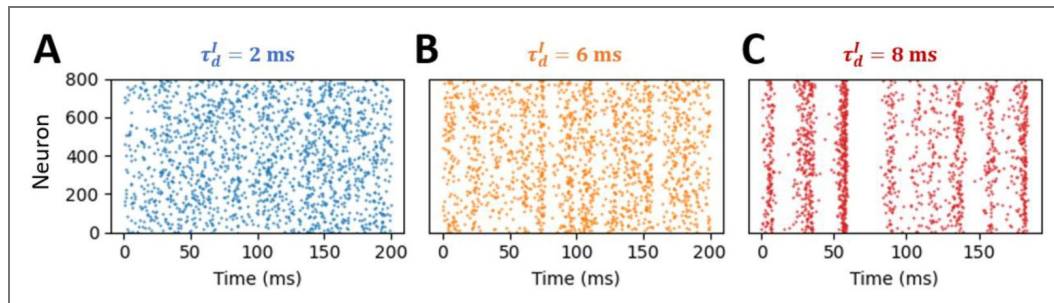 A
τ_d^I = 2 ms
B
τ_d^I = 6 ms
C
τ_d^I = 8 ms
Neuron
800
600
400
200
0
0 50 100 150 200
Time (ms)
0 50 100 150 200
Time (ms)
0 50 100 150
Time (ms)